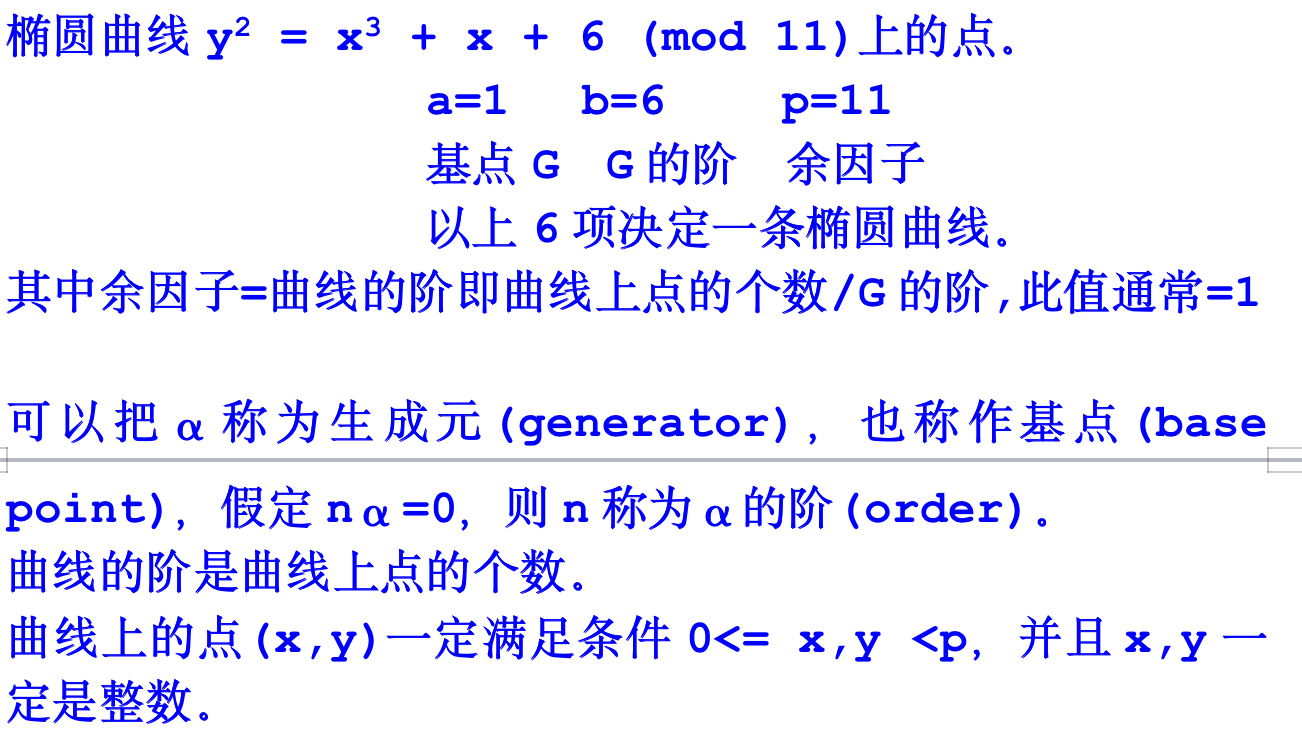 椭圆曲线 y² = x³ + x + 6 (mod 11)上的点。
a=1 b=6 p=11
基点 G G 的阶 余因子
以上 6 项决定一条椭圆曲线。
其中余因子=曲线的阶即曲线上点的个数/G 的阶,此值通常=1
可以把 α 称为生成元(generator), 也称作基点(base
point), 假定 nα=0, 则 n 称为 α 的阶(order)。
曲线的阶是曲线上点的个数。
曲线上的点(x,y)一定满足条件 0<= x,y <p, 并且 x,y 一
定是整数。